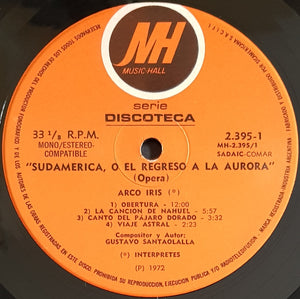 MH
MUSIC-HALL
serie
DISCOTECA
33 ⅓ R.P.M.
MONO/ESTEREO-
COMPATIBLE
2.395-1
MH-2.395/1
SADAIC-COMAR
"SUDAMERICA, O EL REGRESO A LA AURORA"
(Opera)
ARCO IRIS (*)
1) OBERTURA - 12:00
2) LA CANCION DE NAHUEL - 5:57
3) CANTO DEL PÁJARO DORADO - 3:32
4) VIAJE ASTRAL - 2:23
Compositor y Autor:
GUSTAVO SANTAOLALLA
(*) INTERPRETES
(P) 1972